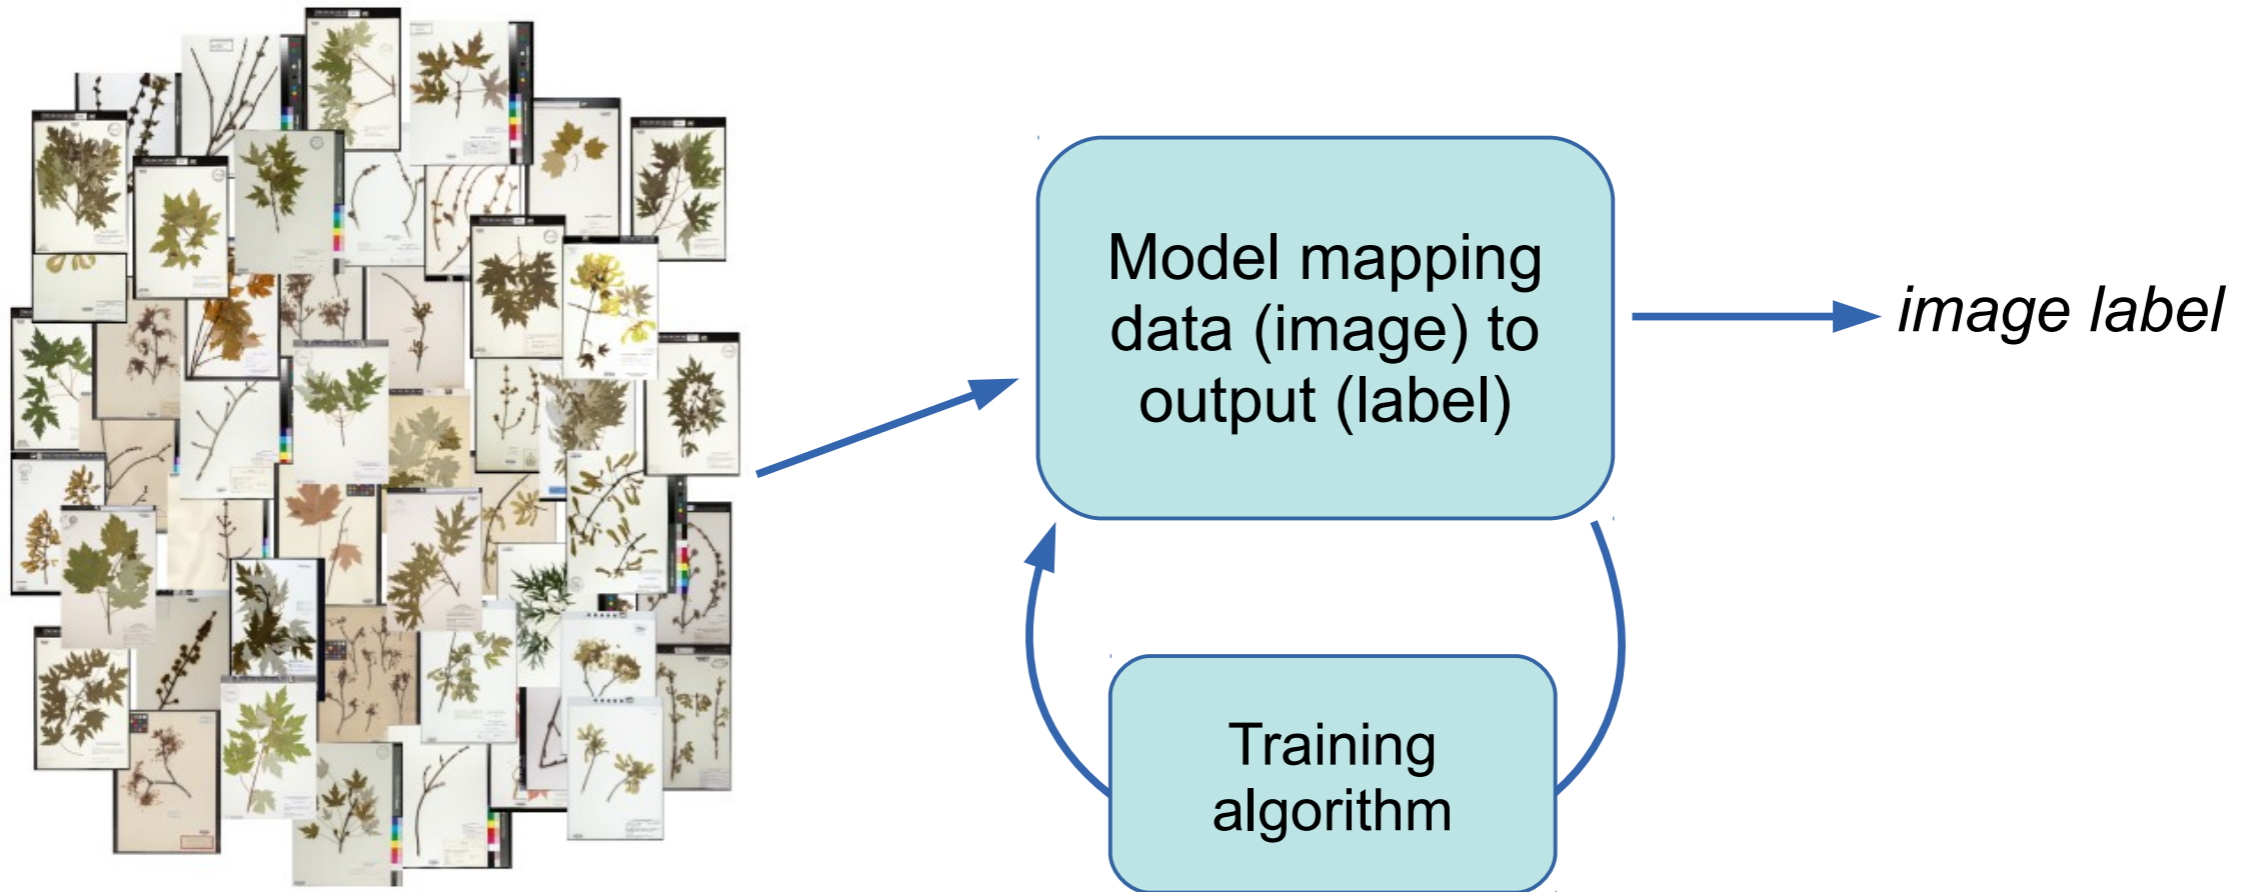 Model mapping
data (image) to
output (label)
image label
Training
algorithm